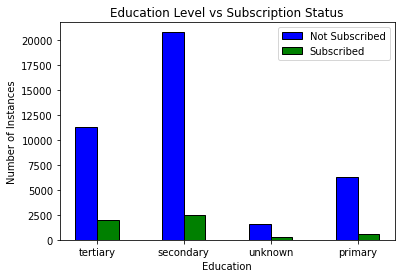 Education Level vs Subscription Status
Number of Instances
20000
17500
15000
12500
10000
7500
5000
2500
0
Not Subscribed
Subscribed
tertiary secondary unknown primary
Education